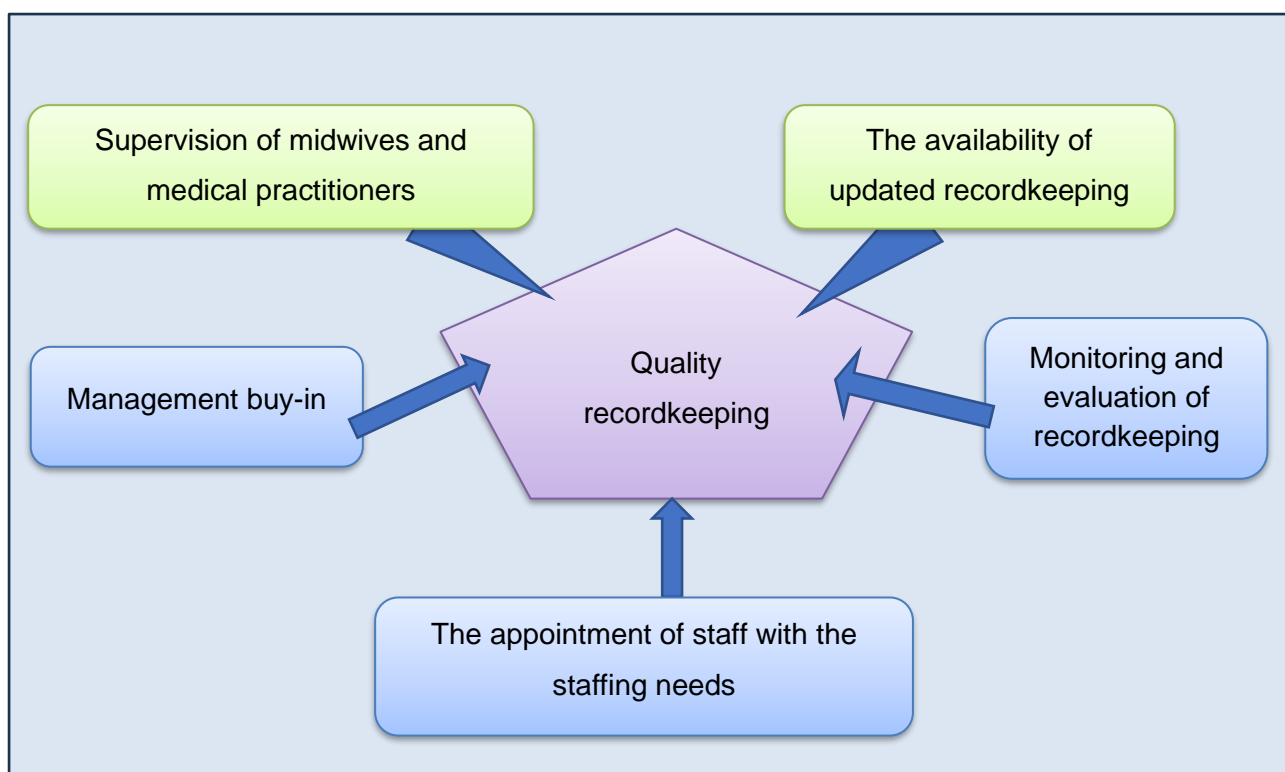 Supervision of midwives and
medical practitioners
The availability of
updated recordkeeping
Management buy-in
Quality
recordkeeping
Monitoring and
evaluation of
recordkeeping
The appointment of staff with the
staffing needs